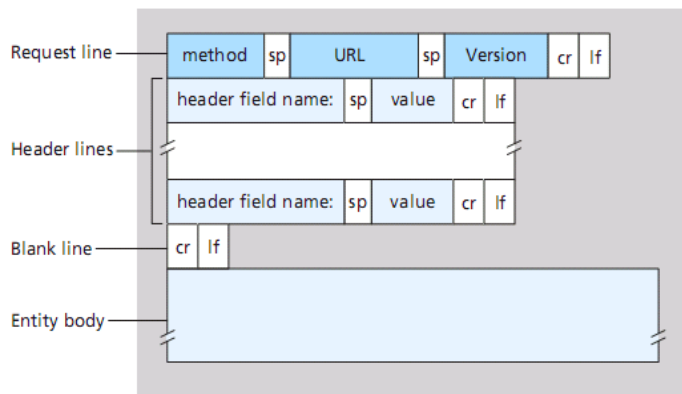 Request line method sp URL sp Version cr lf
header field name: sp value cr lf
Header lines
header field name: sp value cr lf
Blank line cr lf
Entity body